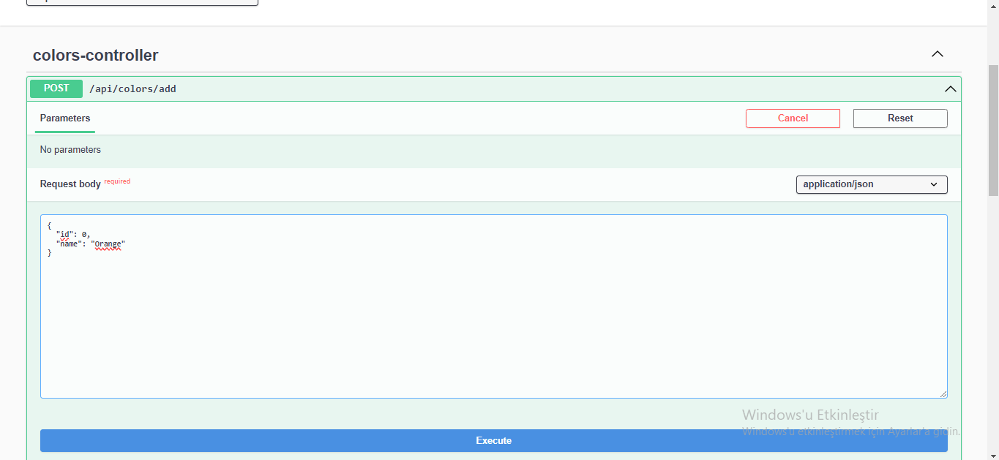 colors-controller
POST /api/colors/add
Parameters
Cancel
Reset
No parameters
Request body required
application/json
{
  "id": 0,
  "name": "Orange"
}
Windows'u Etkinleştir
Windows'u etkinleştirmek için Ayarlar'a gidin.
Execute